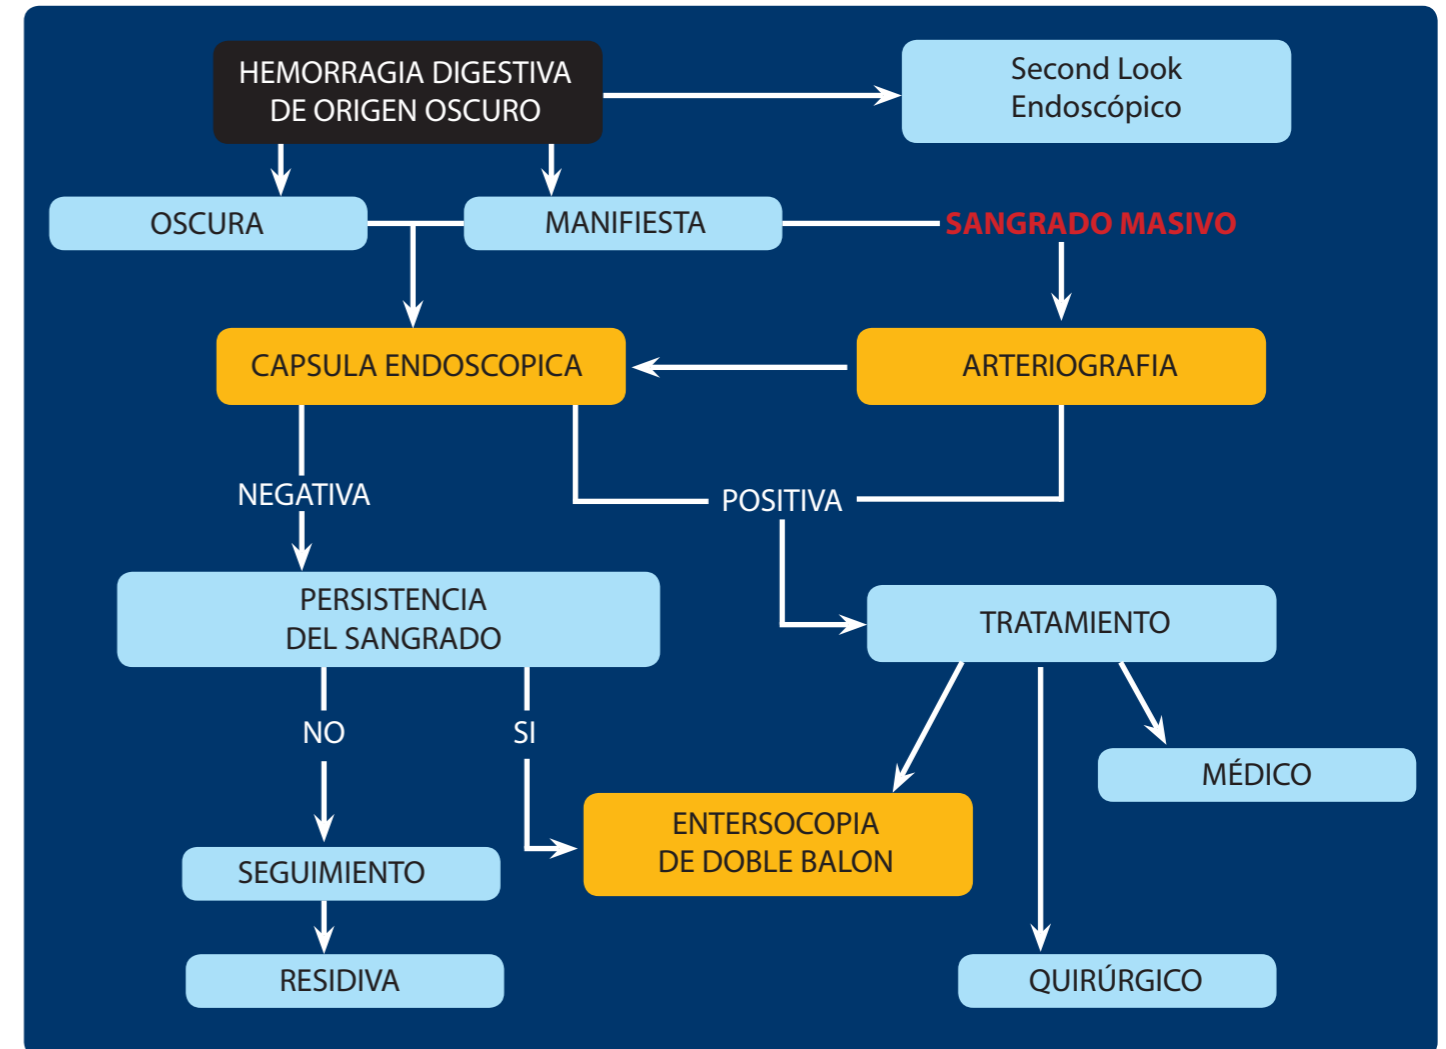 HEMORRAGIA DIGESTIVA
DE ORIGEN OSCURO
Second Look
Endoscópico
OSCURA
MANIFIESTA
SANGRADO MASIVO
CAPSULA ENDOSCOPICA
ARTERIOGRAFIA
NEGATIVA
POSITIVA
PERSISTENCIA
DEL SANGRADO
TRATAMIENTO
NO
SI
MÉDICO
ENTERSOCOPIA
DE DOBLE BALON
SEGUIMIENTO
RESIDIVA
QUIRÚRGICO